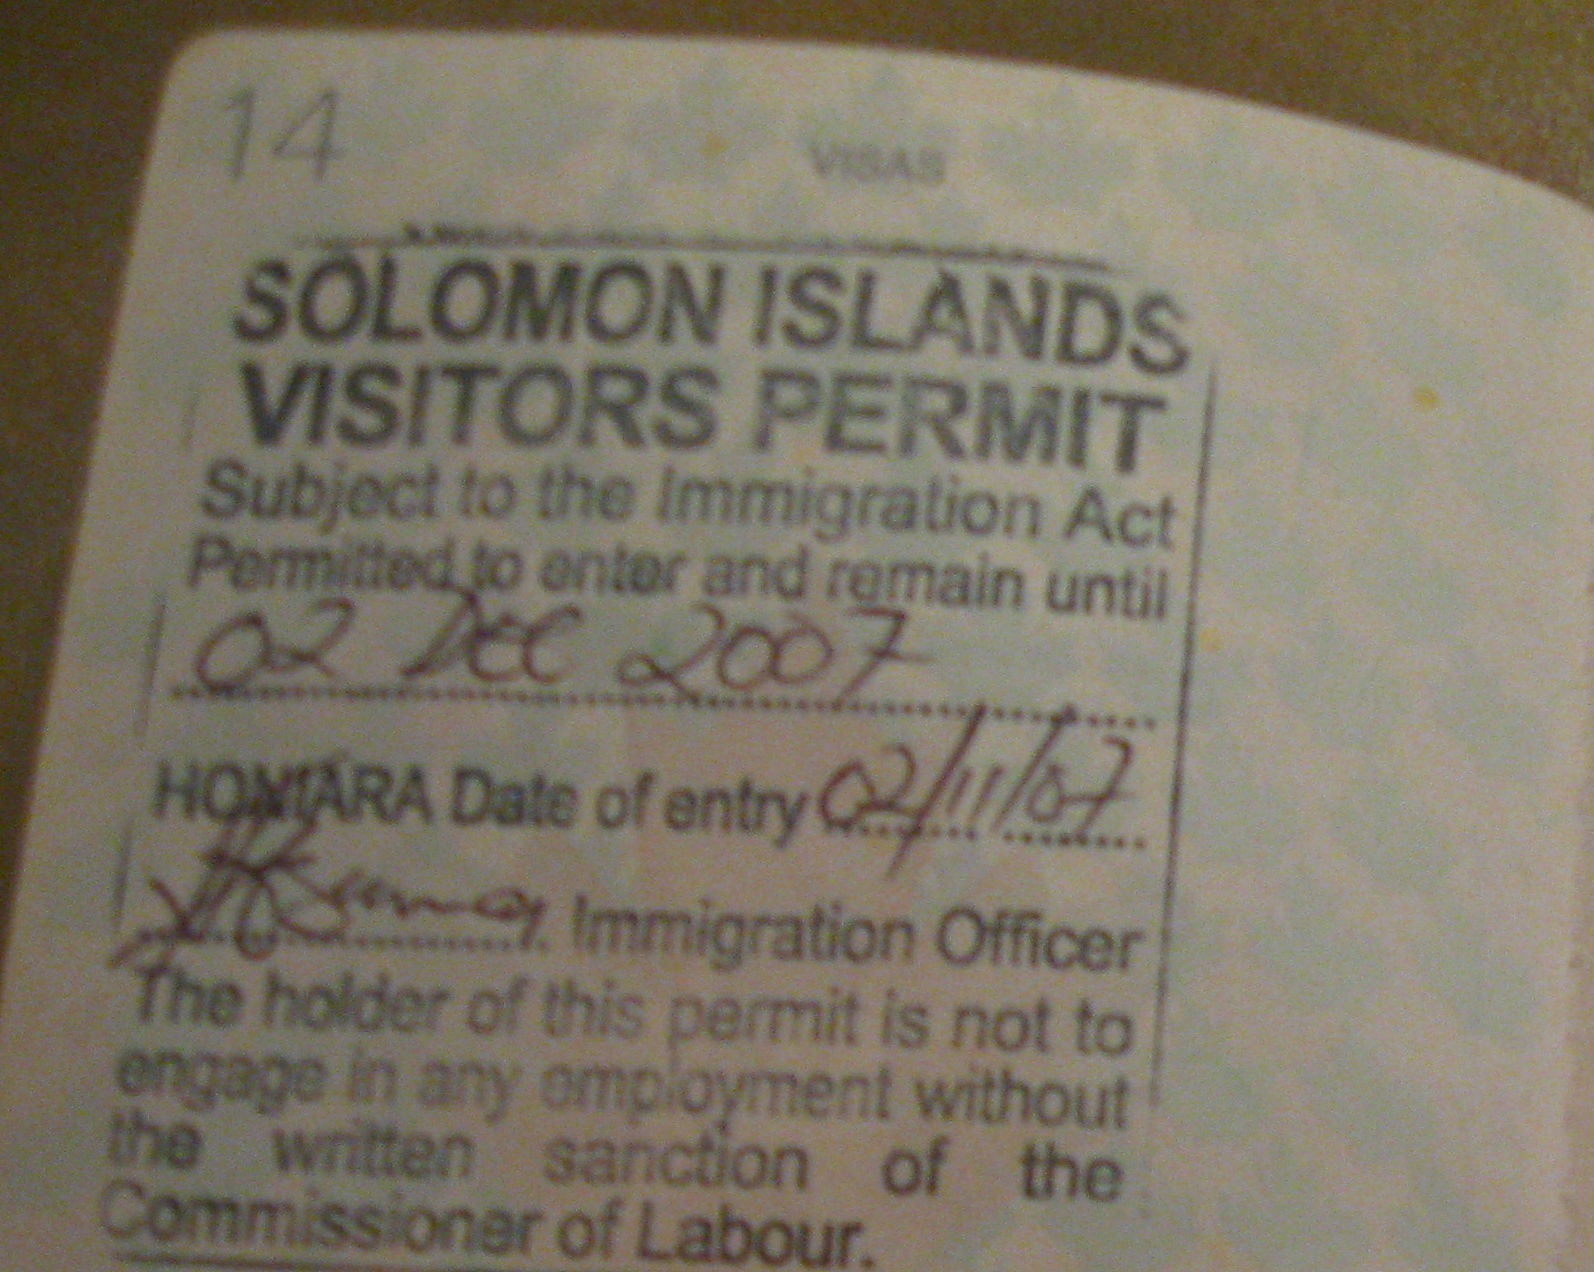 14
VISAS
SOLOMON ISLANDS
VISITORS PERMIT
Subject to the Immigration Act
Permitted to enter and remain until
02 DEC 2007
HONIARA Date of entry 02/11/07
Immigration Officer
The holder of this permit is not to
engage in any employment without
the written sanction of the
Commissioner of Labour.